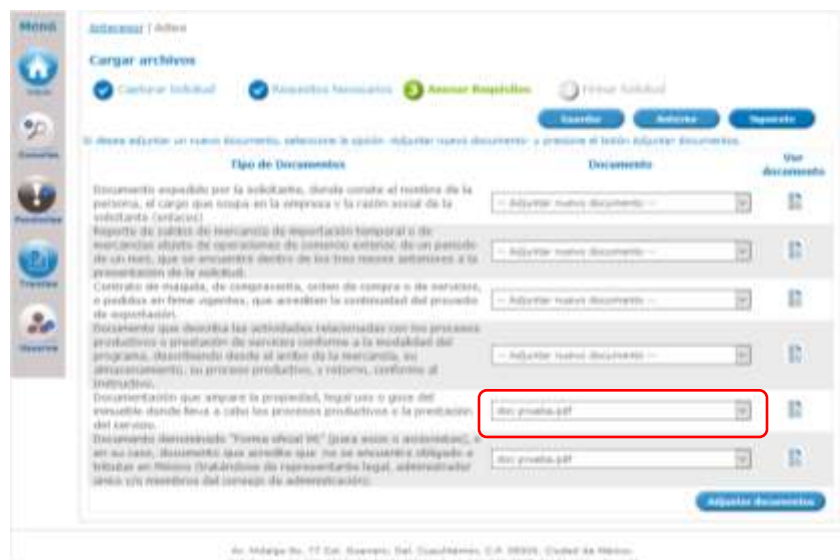 Menú
Anterior | Adace
Cargar archivos
Inicio
Capturar Solicitud
Requisitos Necesarios
3 Anexar Requisitos
Firmar Solicitud
Guardar
Anterior
Siguiente
Si desea adjuntar un nuevo documento, seleccione la opción -Adjuntar nuevo documento- y presione el botón Adjuntar documentos.
Tipo de Documentos
Documento
Ver documento
Documento expedido por la solicitante, donde conste el nombre de la
persona, el cargo que ocupa en la empresa y la razón social de la
solicitante (enlaces)
-- Adjuntar nuevo documento --
Reporte de saldos de mercancía de importación temporal o de
mercancías objeto de operaciones de comercio exterior, de un periodo
de un mes, que se encuentre dentro de los tres meses anteriores a la
presentación de la solicitud.
-- Adjuntar nuevo documento --
Contrato de maquila, de compraventa, orden de compra o de servicios,
o pedidos en firme vigentes, que acrediten la continuidad del proyecto
de exportación.
-- Adjuntar nuevo documento --
Documento que describa las actividades relacionadas con los procesos
productivos o prestación de servicios conforme a la modalidad del
programa, describiendo desde el arribo de la mercancía, su
almacenamiento, su proceso productivo, y retorno, conforme al
instructivo.
-- Adjuntar nuevo documento --
Documentación que ampare la propiedad, legal uso o goce del
inmueble donde lleva a cabo los procesos productivos o la prestación
del servicio.
doc prueba.pdf
Documento denominado "Forma oficial 96" (para socios o accionistas), o
en su caso, documento que acredite que no se encuentra obligado a
tributar en México (tratándose de representante legal, administrador
único y/o miembros del consejo de administración).
doc prueba.pdf
Adjuntar documentos
Av. Hidalgo No. 77 Col. Guerrero, Del. Cuauhtémoc, C.P. 06300, Ciudad de México.